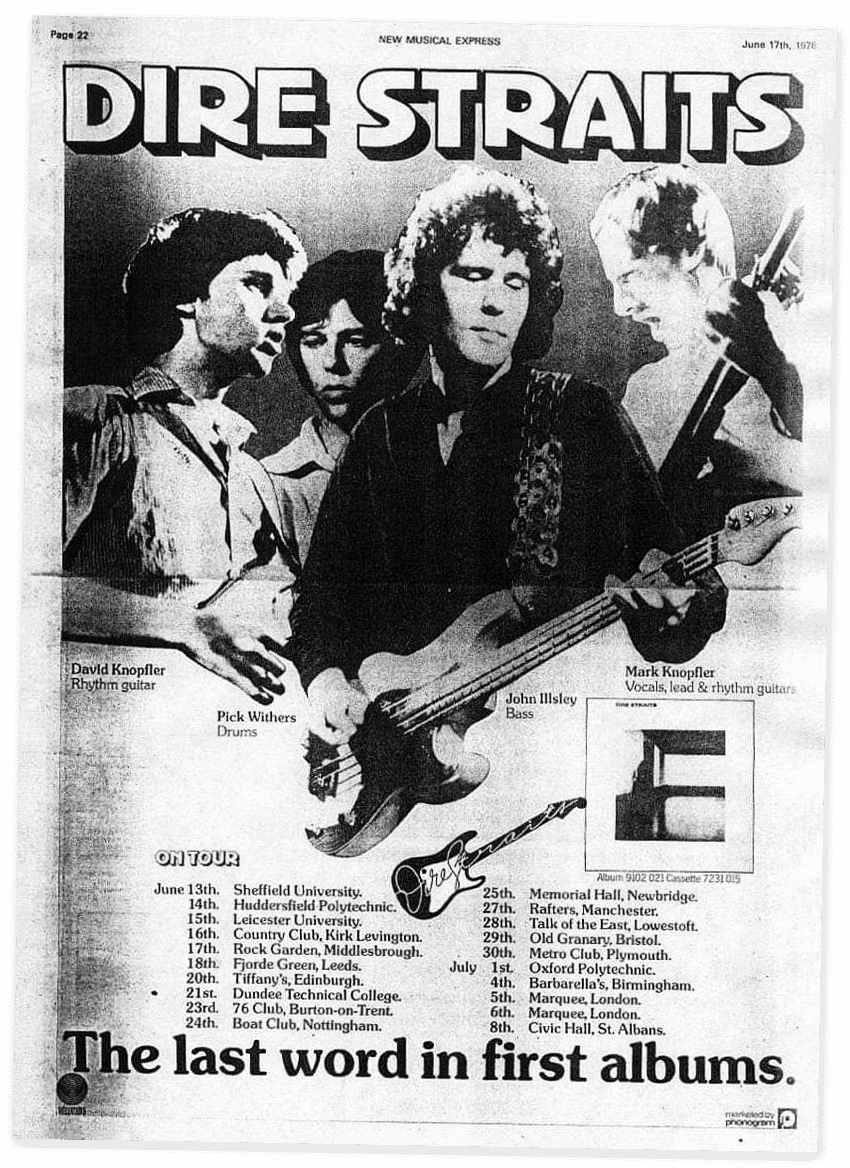 Page 22
NEW MUSICAL EXPRESS
June 17th, 1978
DIRE STRAITS
David Knopfler
Rhythm guitar
Pick Withers
Drums
John Illsley
Bass
Mark Knopfler
Vocals, lead & rhythm guitars
DIRE STRAITS
Album 9102 021 Cassette 7231 015
Dire Straits
ON TOUR
June 13th. Sheffield University.
14th. Huddersfield Polytechnic.
15th. Leicester University.
16th. Country Club, Kirk Levington.
17th. Rock Garden, Middlesbrough.
18th. Fjorde Green, Leeds.
20th. Tiffany's, Edinburgh.
21st. Dundee Technical College.
23rd. 76 Club, Burton-on-Trent.
24th. Boat Club, Nottingham.
25th. Memorial Hall, Newbridge.
27th. Rafters, Manchester.
28th. Talk of the East, Lowestoft.
29th. Old Granary, Bristol.
30th. Metro Club, Plymouth.
July 1st. Oxford Polytechnic.
4th. Barbarella's, Birmingham.
5th. Marquee, London.
6th. Marquee, London.
8th. Civic Hall, St. Albans.
The last word in first albums.
marketed by
phonogram